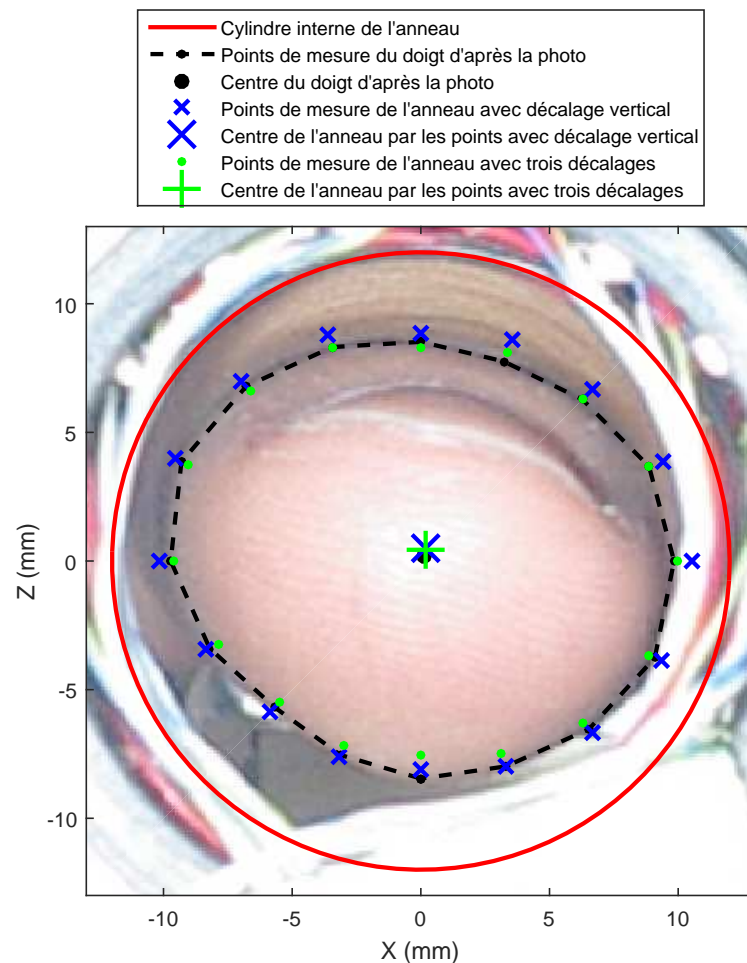 Cylindre interne de l'anneau
Points de mesure du doigt d'après la photo
Centre du doigt d'après la photo
Points de mesure de l'anneau avec décalage vertical
Centre de l'anneau par les points avec décalage vertical
Points de mesure de l'anneau avec trois décalages
Centre de l'anneau par les points avec trois décalages
10
5
0
-5
-10
Z (mm)
-10
-5
0
5
10
X (mm)